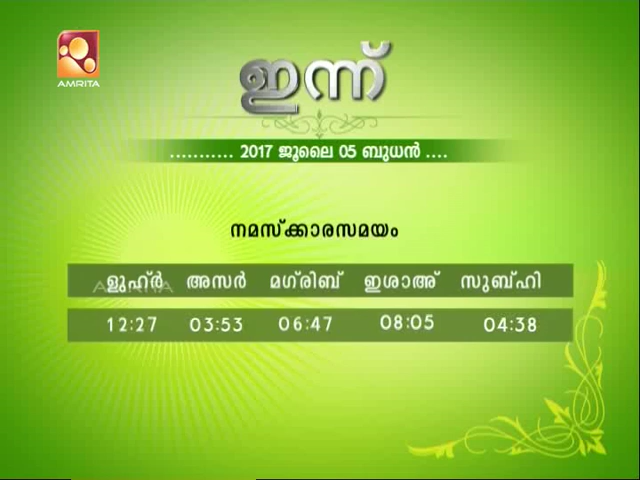 AMRITA
ഇന്ന്
........... 2017 ജൂലൈ 05 ബുധൻ ....
നമസ്ക്കാരസമയം
ളുഹ്ർ അസർ മഗ്‌രിബ് ഇശാഅ് സുബ്ഹി
12:27 03:53 06:47 08:05 04:38